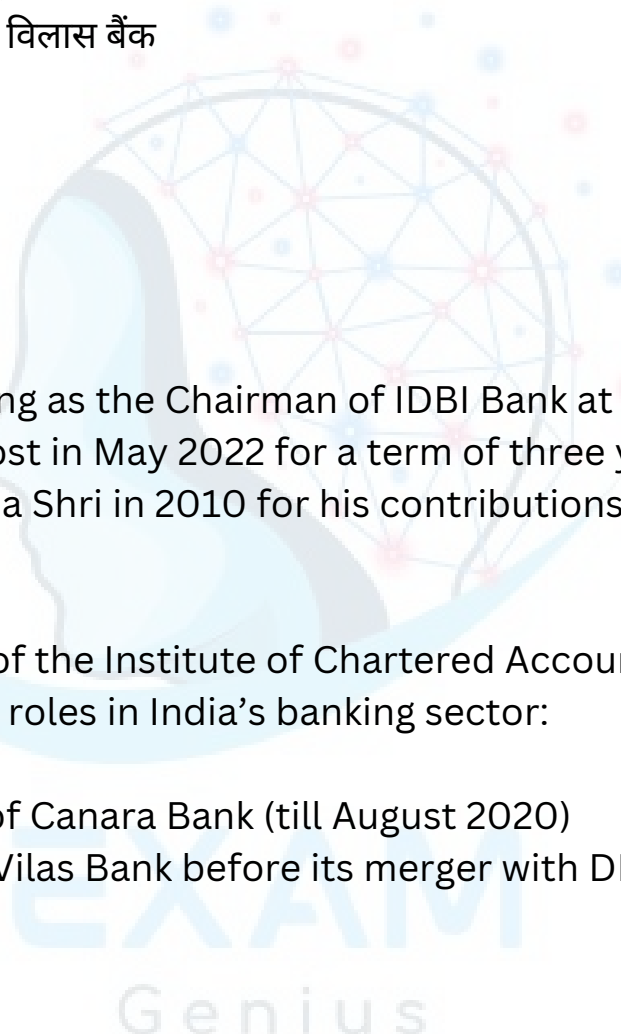 विलास बैंक
ng as the Chairman of IDBI Bank at
ost in May 2022 for a term of three y
a Shri in 2010 for his contributions
of the Institute of Chartered Accou
roles in India’s banking sector:
of Canara Bank (till August 2020)
Vilas Bank before its merger with D
EXAM
Genius